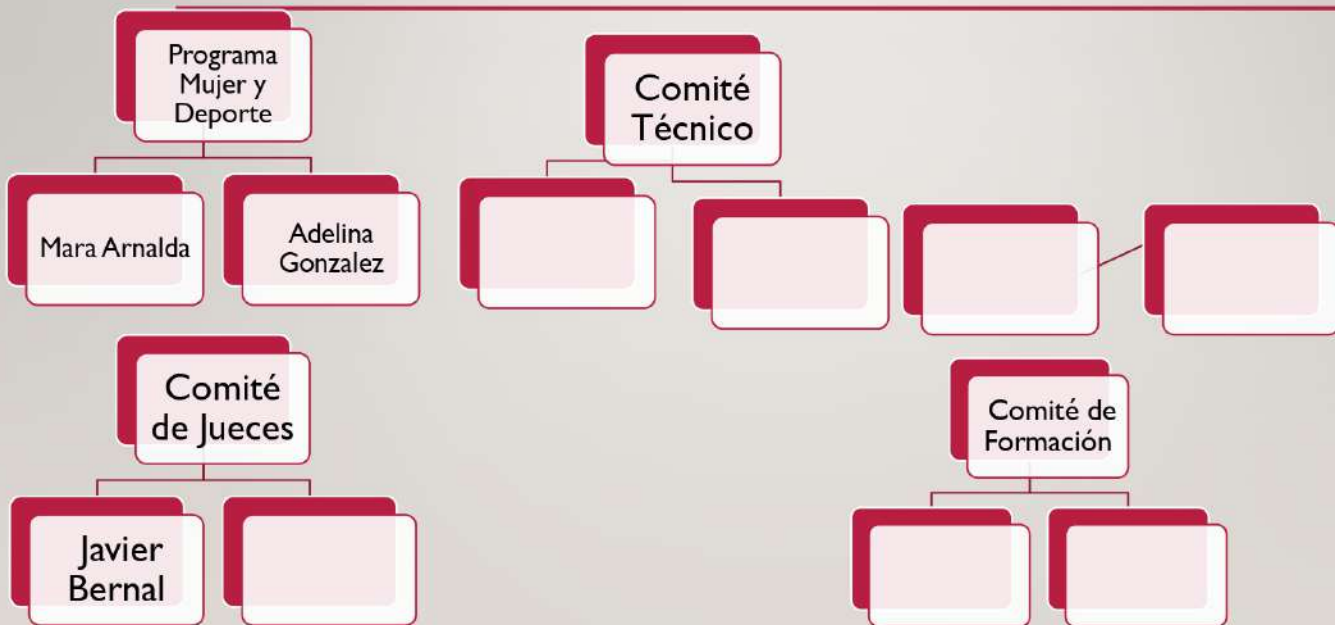 Programa
Mujer y
Deporte
Comité
Técnico
Mara Arnalda
Adelina
Gonzalez
Comité
de Jueces
Comité de
Formación
Javier
Bernal